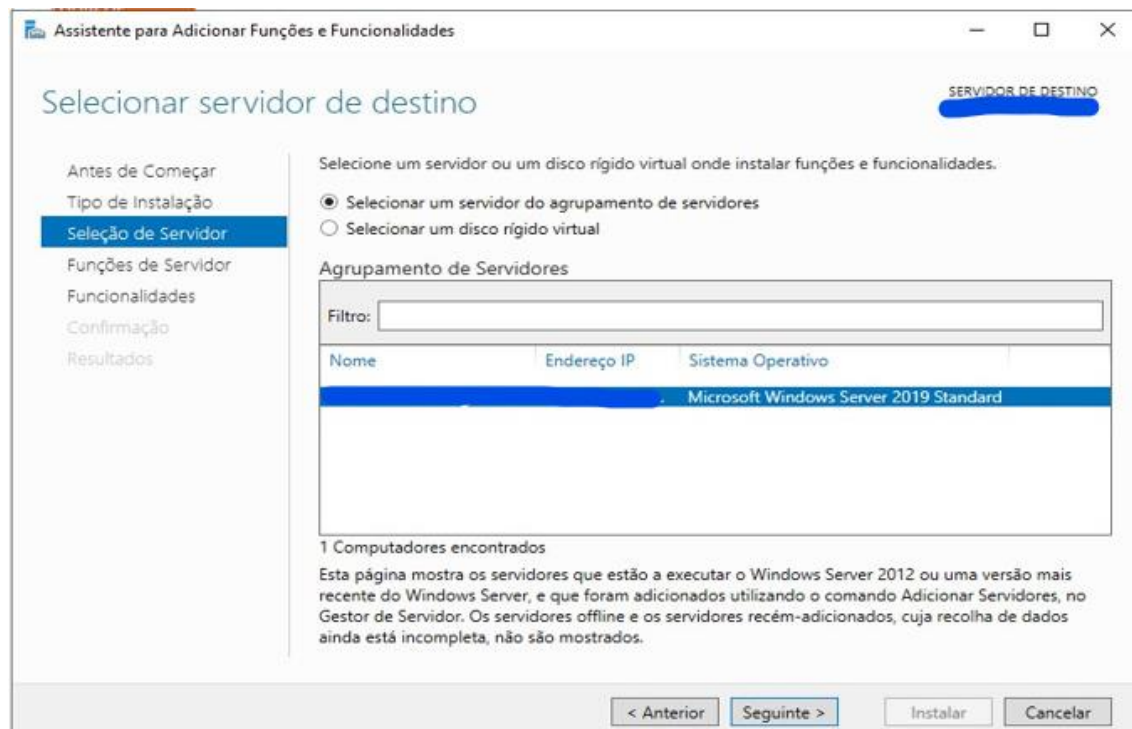 Assistente para Adicionar Funções e Funcionalidades
Selecionar servidor de destino
SERVIDOR DE DESTINO
Antes de Começar
Tipo de Instalação
Seleção de Servidor
Funções de Servidor
Funcionalidades
Confirmação
Resultados
Selecione um servidor ou um disco rígido virtual onde instalar funções e funcionalidades.
Selecionar um servidor do agrupamento de servidores
Selecionar um disco rígido virtual
Agrupamento de Servidores
Filtro:
Nome Endereço IP Sistema Operativo
Microsoft Windows Server 2019 Standard
1 Computadores encontrados
Esta página mostra os servidores que estão a executar o Windows Server 2012 ou uma versão mais
recente do Windows Server, e que foram adicionados utilizando o comando Adicionar Servidores, no
Gestor de Servidor. Os servidores offline e os servidores recém-adicionados, cuja recolha de dados
ainda está incompleta, não são mostrados.
< Anterior Seguinte > Instalar Cancelar